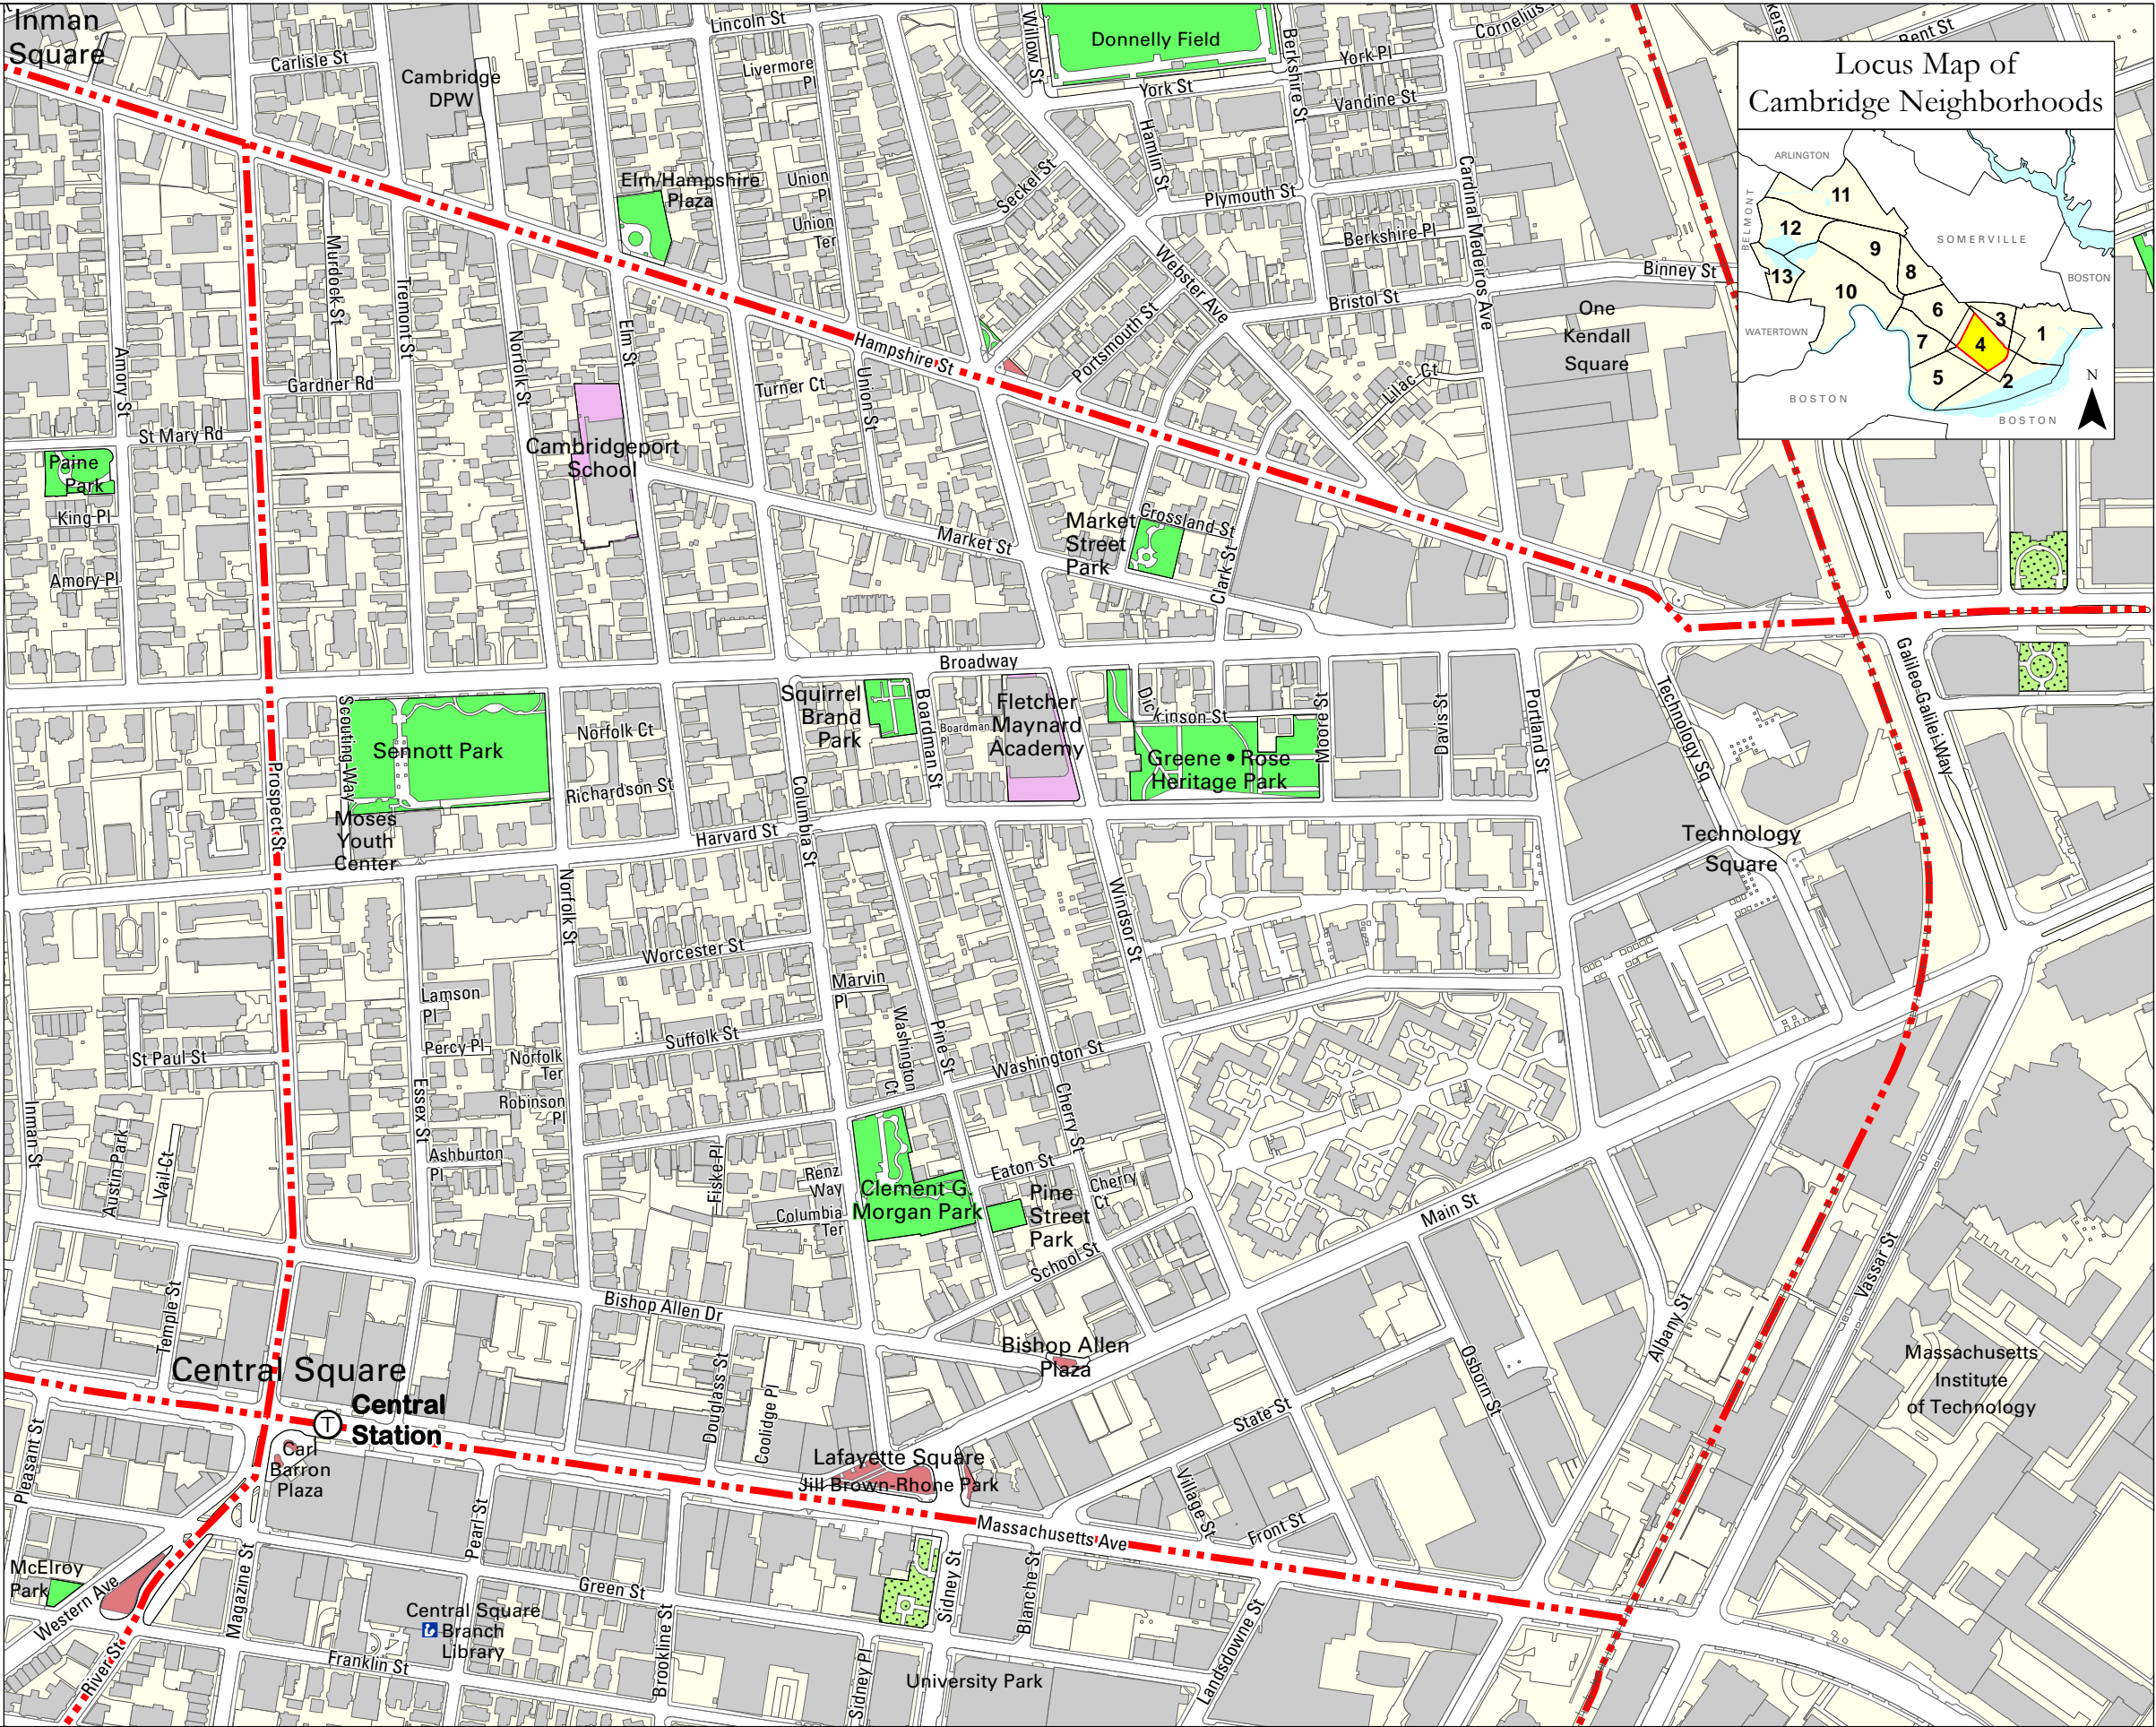 Inman
Square
Carlisle St
Cambridge
DPW
Lincoln St
Livermore
Pl
Willow St
Donnelly Field
Berkshire St
York Pl
York St
Vandine St
Cornelius
Bent St
Locus Map of
Cambridge Neighborhoods
ARLINGTON
BELMONT
SOMERVILLE
BOSTON
WATERTOWN
BOSTON
BOSTON
11
12
13
9
8
10
6
3
1
7
4
5
2
N
Elm/Hampshire
Plaza
Union
Pl
Union
Ter
Seckel St
Hamlin St
Plymouth St
Berkshire Pl
Cardinal Medeiros Ave
Binney St
Webster Ave
Bristol St
Portmouth St
One
Kendall
Square
Lilac Ct
Murdock St
Tremont St
Norfolk St
Elm St
Amory St
Gardner Rd
St Mary Rd
Hampshire St
Turner Ct
Union St
Cambridgeport
School
Paine
Park
King Pl
Amory Pl
Market St
Market
Street
Park
Crossland St
Clark St
Broadway
Scouting Way
Sennott Park
Norfolk Ct
Richardson St
Squirrel
Brand
Park
Boardman St
Boardman
Pl
Fletcher
Maynard
Academy
Dickinson St
Greene • Rose
Heritage Park
Moore St
Davis St
Portland St
Technology Sq
Galileo Galilei Way
Prospect St
Moses
Youth
Center
Harvard St
Columbia St
Technology
Square
Norfolk St
Windsor St
Worcester St
Lamson
Pl
Marvin
Pl
Washington
Ct
Pine St
Suffolk St
Percy Pl
Norfolk
Ter
Robinson
Pl
Washington St
St Paul St
Essex St
Cherry St
Inman St
Austin Park
Vail Ct
Ashburton
Pl
Fiske Pl
Renz
Way
Columbia
Ter
Clement G.
Morgan Park
Eaton St
Cherry
Ct
Pine
Street
Park
School St
Main St
Vassar St
Temple St
Bishop Allen Dr
Bishop Allen
Plaza
Albany St
Osborn St
Central Square
T
Central
Station
Douglass St
Coolidge Pl
State St
Massachusetts
Institute
of Technology
Pleasant St
Carl
Barron
Plaza
Lafayette Square
Jill Brown-Rhone Park
Village St
Front St
Massachusetts Ave
Pearl St
McElroy
Park
Western Ave
River St
Magazine St
Green St
Central Square
Branch
Library
Franklin St
Brookline St
Sidney St
Sidney Pl
Blanche St
University Park
Landsdowne St